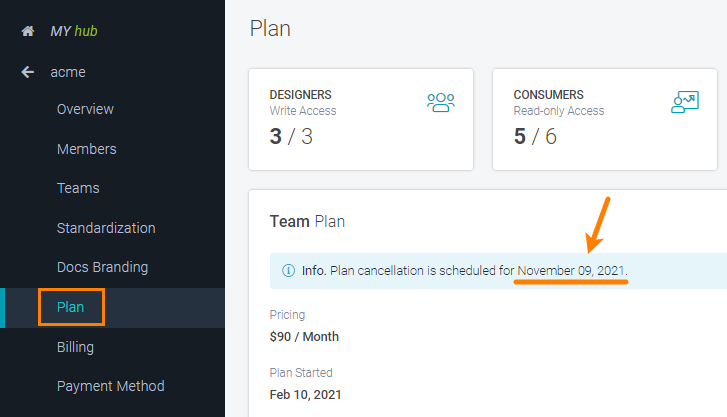 MY hub
acme
Overview
Members
Teams
Standardization
Docs Branding
Plan
Billing
Payment Method
Plan
DESIGNERS
Write Access
3 / 3
CONSUMERS
Read-only Access
5 / 6
Team Plan
Info. Plan cancellation is scheduled for November 09, 2021.
Pricing
$90 / Month
Plan Started
Feb 10, 2021